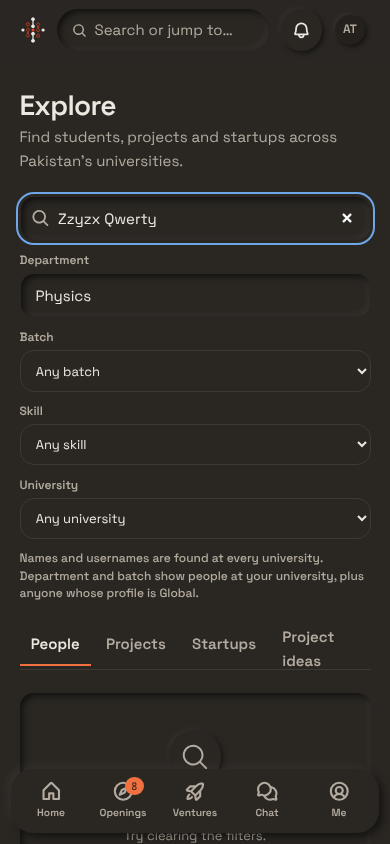 Search or jump to...
AT
Explore
Find students, projects and startups across
Pakistan's universities.
Zzyzx Qwerty
Department
Physics
Batch
Any batch
Skill
Any skill
University
Any university
Names and usernames are found at every university.
Department and batch show people at your university, plus
anyone whose profile is Global.
People Projects Startups Project
ideas
8
Home Openings Ventures Chat Me
Try clearing the filters.